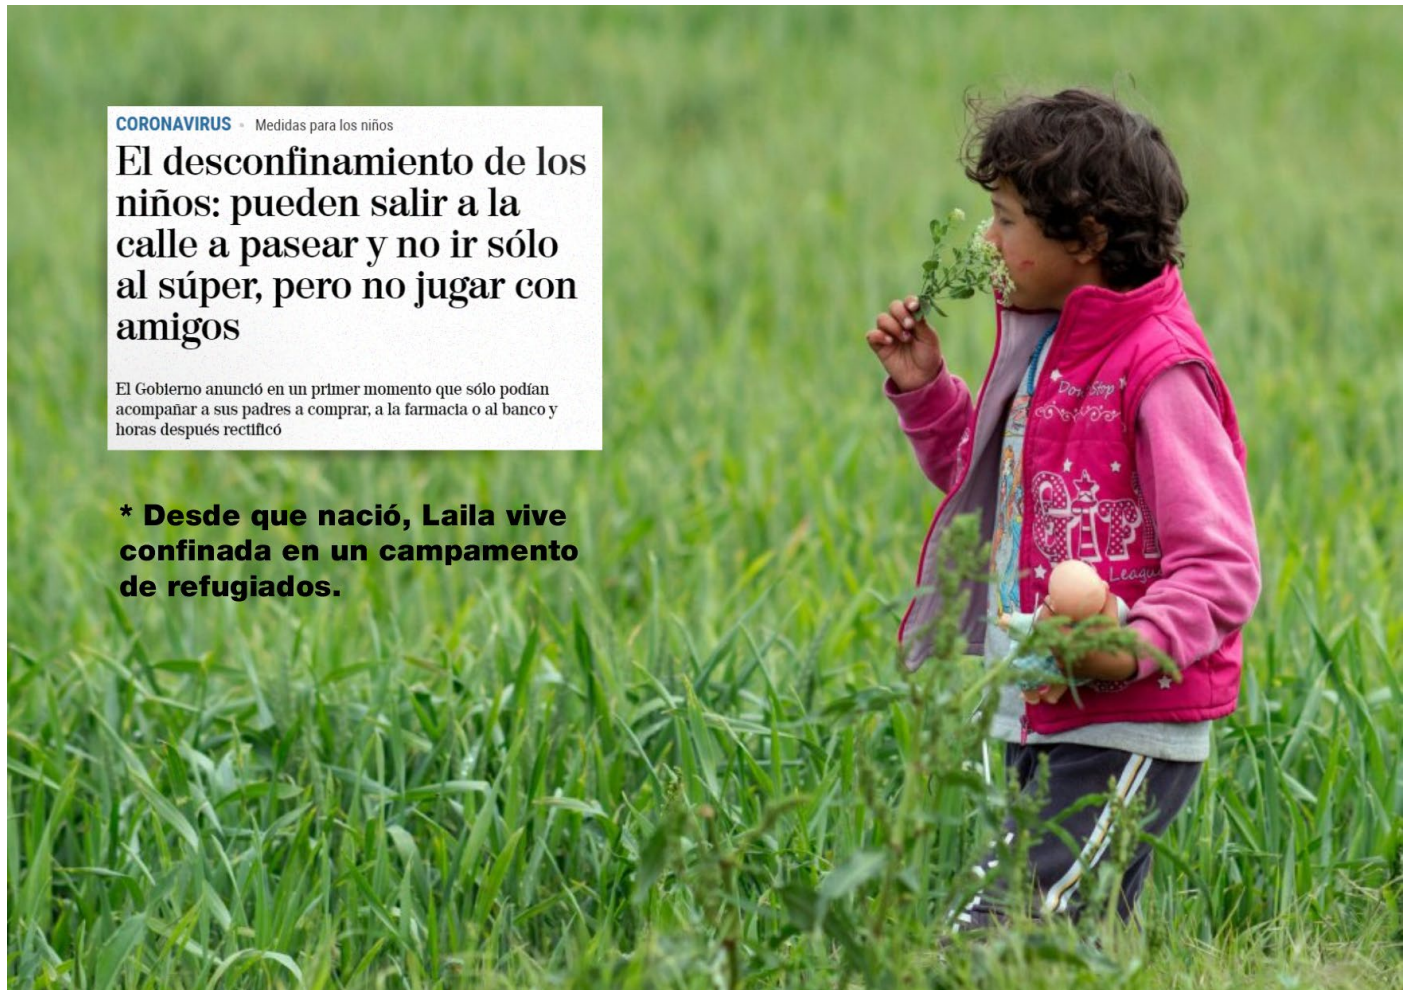 CORONAVIRUS • Medidas para los niños
El desconfinamiento de los
niños: pueden salir a la
calle a pasear y no ir sólo
al súper, pero no jugar con
amigos
El Gobierno anunció en un primer momento que sólo podían
acompañar a sus padres a comprar, a la farmacia o al banco y
horas después rectificó
* Desde que nació, Laila vive
confinada en un campamento
de refugiados.
Stop
League